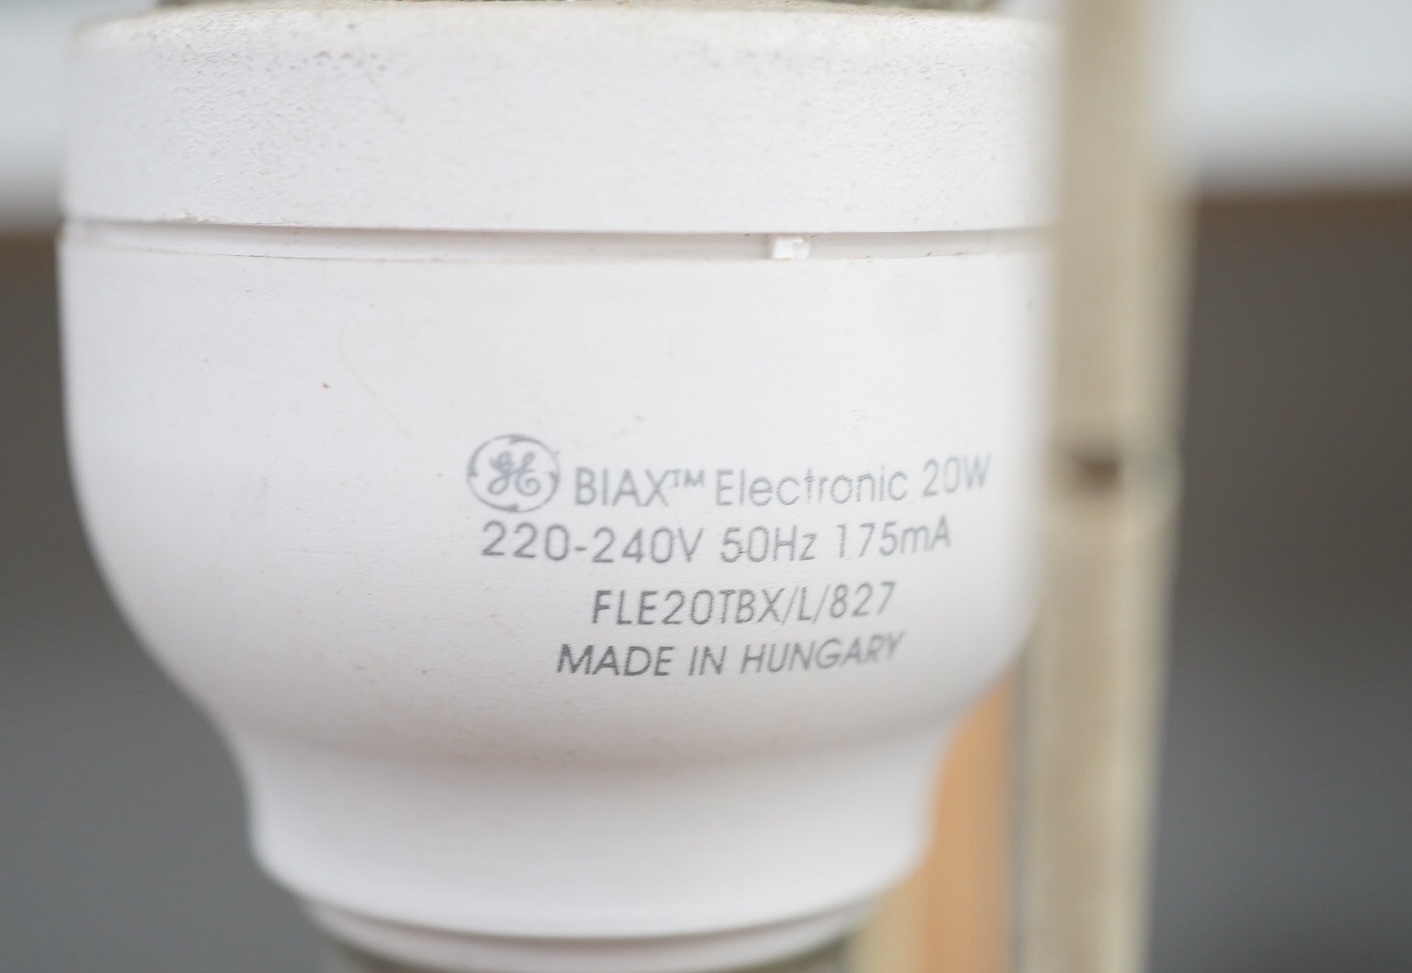 GE BIAX™ Electronic 20W
220-240V 50Hz 175mA
FLE20TBX/L/827
MADE IN HUNGARY